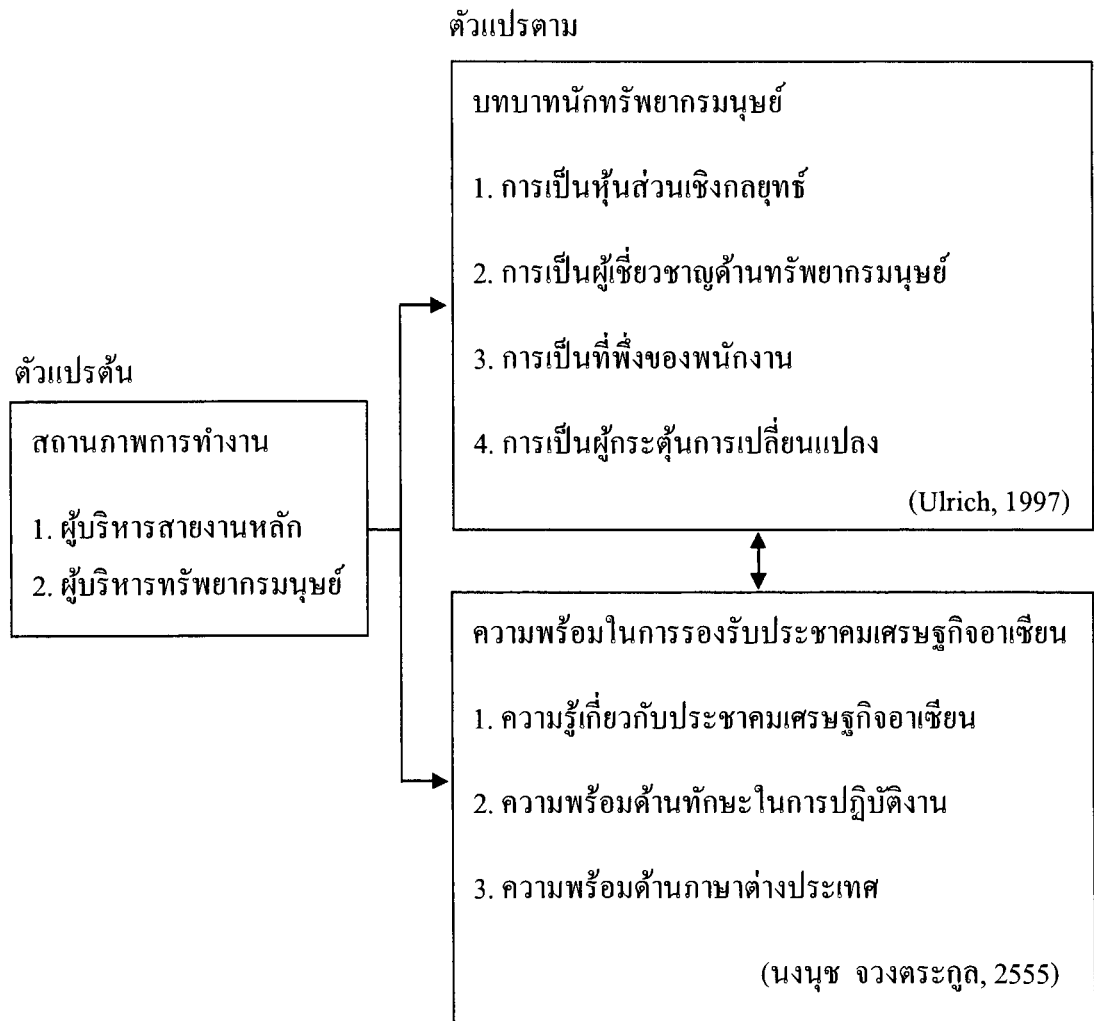 ตัวแปรตาม
บทบาทนักทรัพยากรมนุษย์
1. การเป็นหุ้นส่วนเชิงกลยุทธ์
2. การเป็นผู้เชี่ยวชาญด้านทรัพยากรมนุษย์
3. การเป็นที่พึ่งของพนักงาน
4. การเป็นผู้กระตุ้นการเปลี่ยนแปลง
(Ulrich, 1997)
ตัวแปรต้น
สถานภาพการทำงาน
1. ผู้บริหารสายงานหลัก
2. ผู้บริหารทรัพยากรมนุษย์
ความพร้อมในการรองรับประชาคมเศรษฐกิจอาเซียน
1. ความรู้เกี่ยวกับประชาคมเศรษฐกิจอาเซียน
2. ความพร้อมด้านทักษะในการปฏิบัติงาน
3. ความพร้อมด้านภาษาต่างประเทศ
(นงนุช จวงตระกูล, 2555)